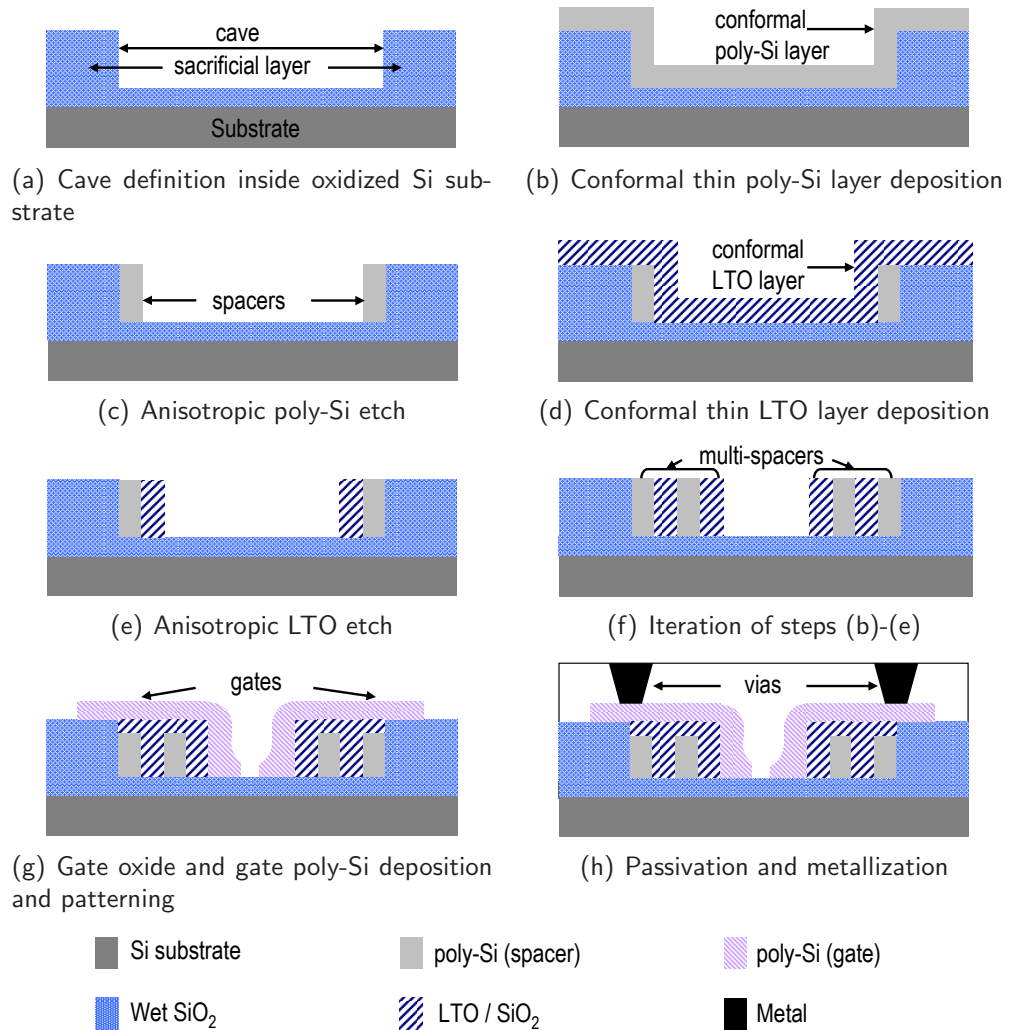 cave
sacrificial layer
Substrate
(a) Cave definition inside oxidized Si sub-
strate
conformal
poly-Si layer
(b) Conformal thin poly-Si layer deposition
spacers
(c) Anisotropic poly-Si etch
conformal
LTO layer
(d) Conformal thin LTO layer deposition
(e) Anisotropic LTO etch
multi-spacers
(f) Iteration of steps (b)-(e)
gates
(g) Gate oxide and gate poly-Si deposition
and patterning
vias
(h) Passivation and metallization
Si substrate
poly-Si (spacer)
poly-Si (gate)
Wet SiO₂
LTO / SiO₂
Metal